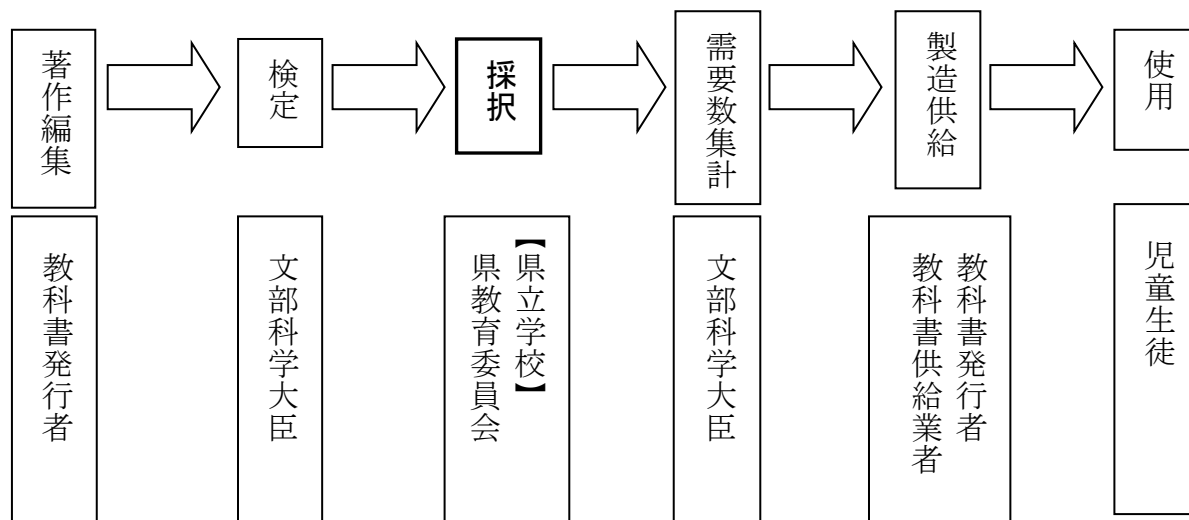 著作編集
検定
採択
需要数集計
製造供給
使用
教科書発行者
文部科学大臣
【県立学校】
県教育委員会
文部科学大臣
教科書発行者
教科書供給業者
児童生徒